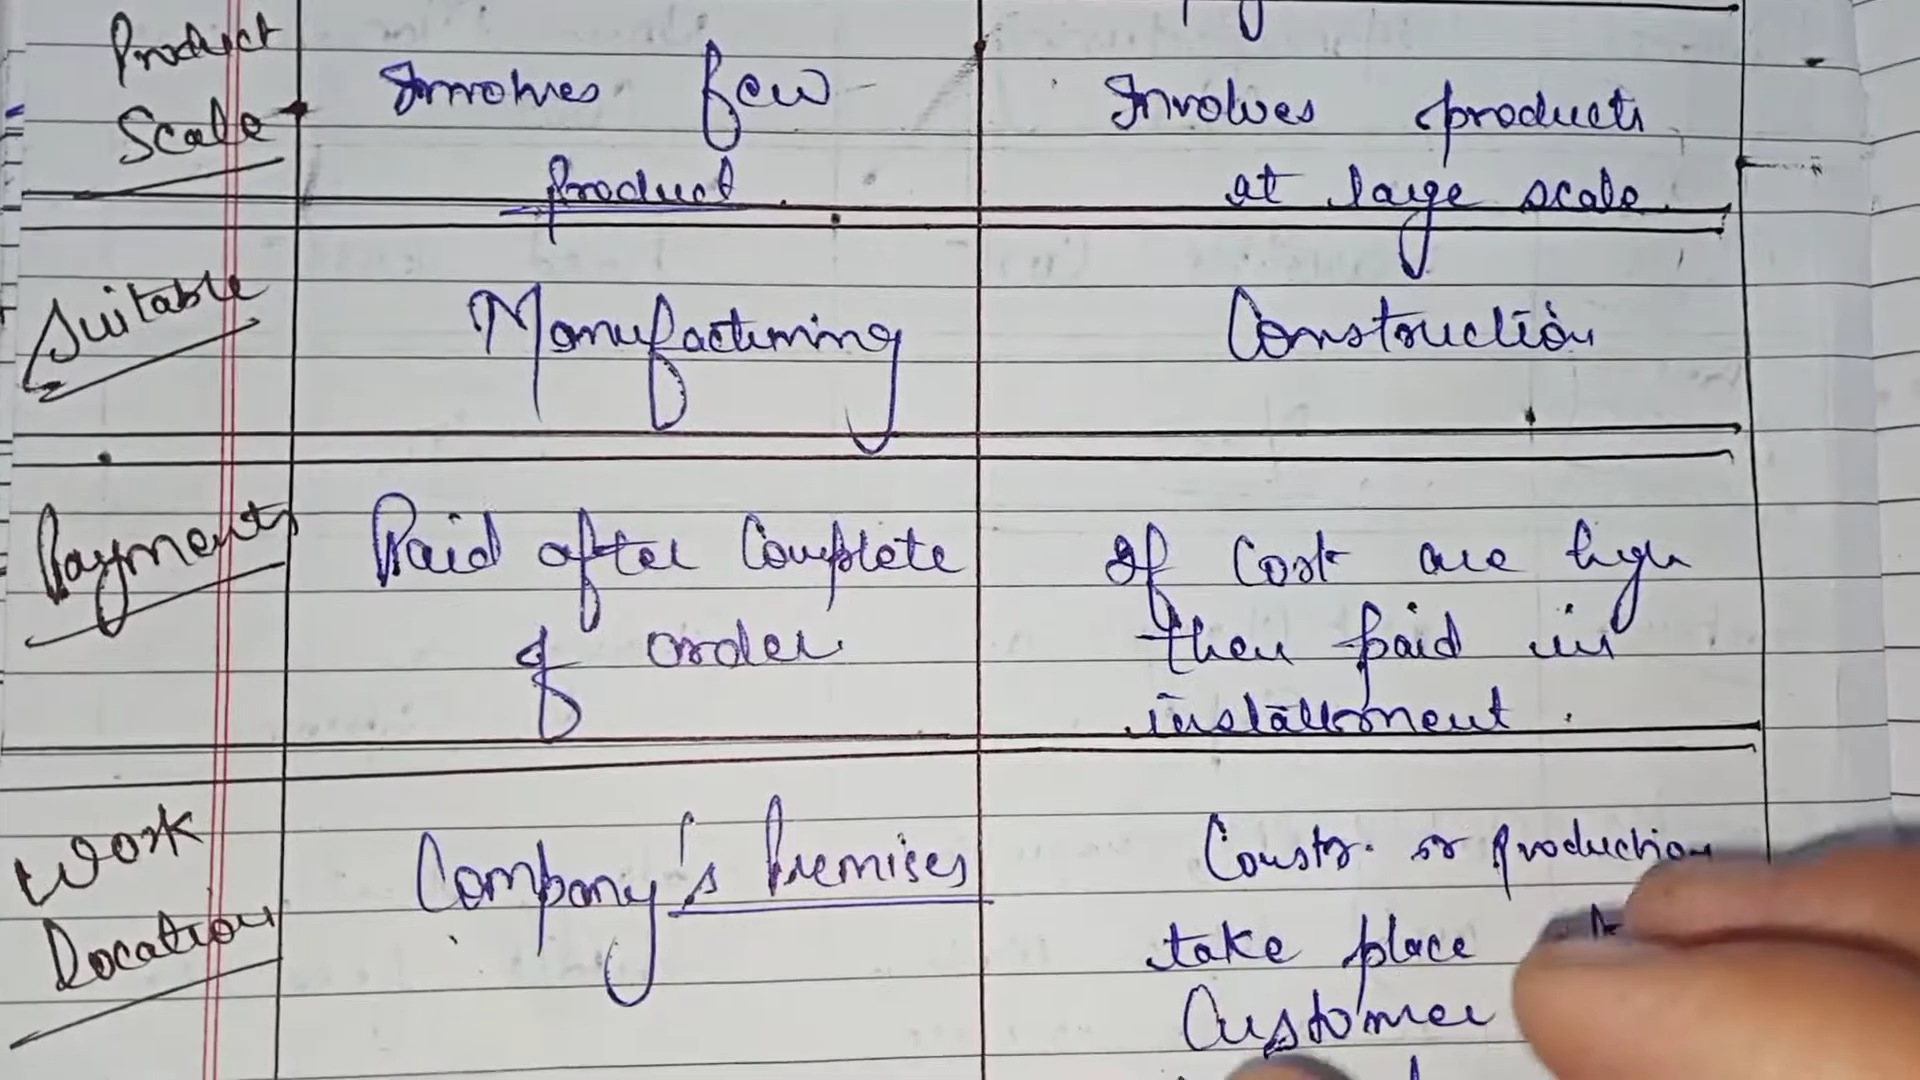 Product
Scale
Involves few
product.
Involves products
at large scale.
Suitable
Manufacturing
Construction
Payments
Paid after Complete
of order.
If Cost are high
then paid in
installment.
Work
Location
Company's Premises
Constr. or production
take place
Customer